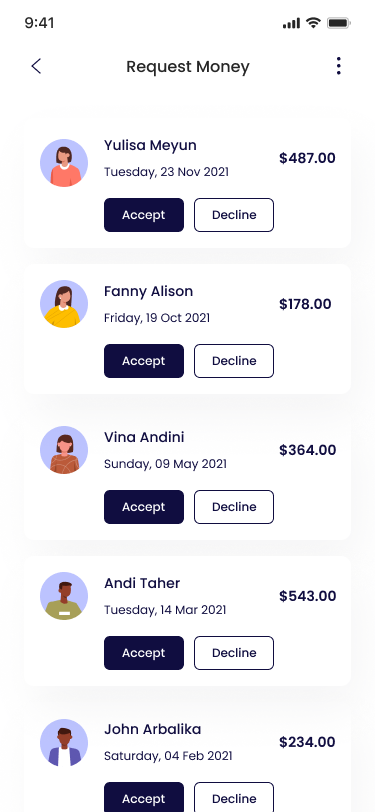 9:41
Request Money
Yulisa Meyun
$487.00
Tuesday, 23 Nov 2021
Accept Decline
Fanny Alison
$178.00
Friday, 19 Oct 2021
Accept Decline
Vina Andini
$364.00
Sunday, 09 May 2021
Accept Decline
Andi Taher
$543.00
Tuesday, 14 Mar 2021
Accept Decline
John Arbalika
$234.00
Saturday, 04 Feb 2021
Accept Decline